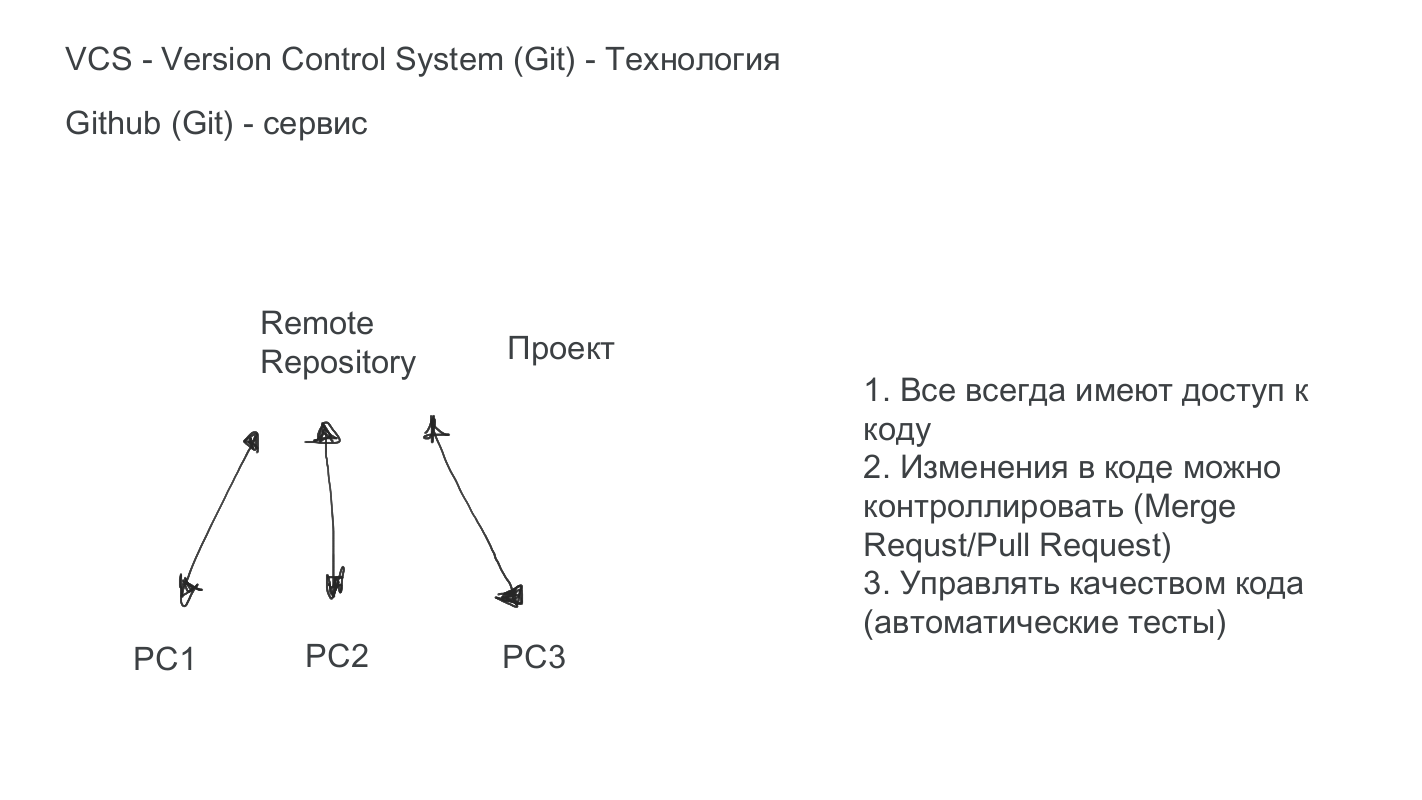 VCS - Version Control System (Git) - Технология
Github (Git) - сервис
Remote
Repository
Проект
PC1
PC2
PC3
1. Все всегда имеют доступ к
коду
2. Изменения в коде можно
контроллировать (Merge
Requst/Pull Request)
3. Управлять качеством кода
(автоматические тесты)